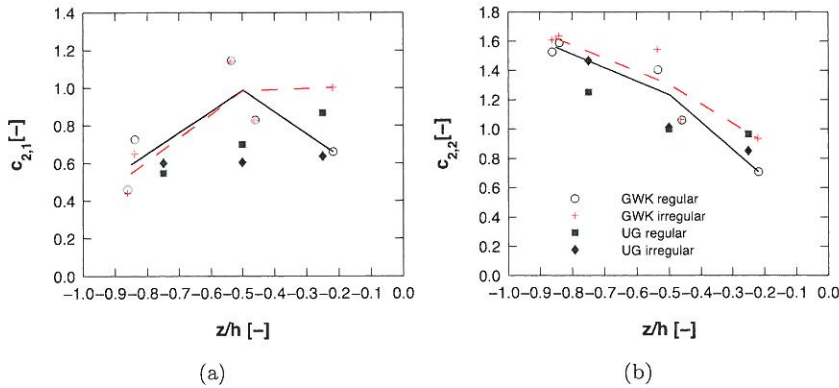 1.4
1.2
1.0
0.8
0.6
0.4
0.2
0.0
c2,1 [-]
−1.0−0.9−0.8−0.7−0.6−0.5−0.4−0.3−0.2−0.1 0.0
z/h [-]
(a)
1.8
1.6
1.4
1.2
1.0
0.8
0.6
0.4
0.2
0.0
c2,2 [-]
GWK regular
GWK irregular
UG regular
UG irregular
−1.0−0.9−0.8−0.7−0.6−0.5−0.4−0.3−0.2−0.1 0.0
z/h [-]
(b)